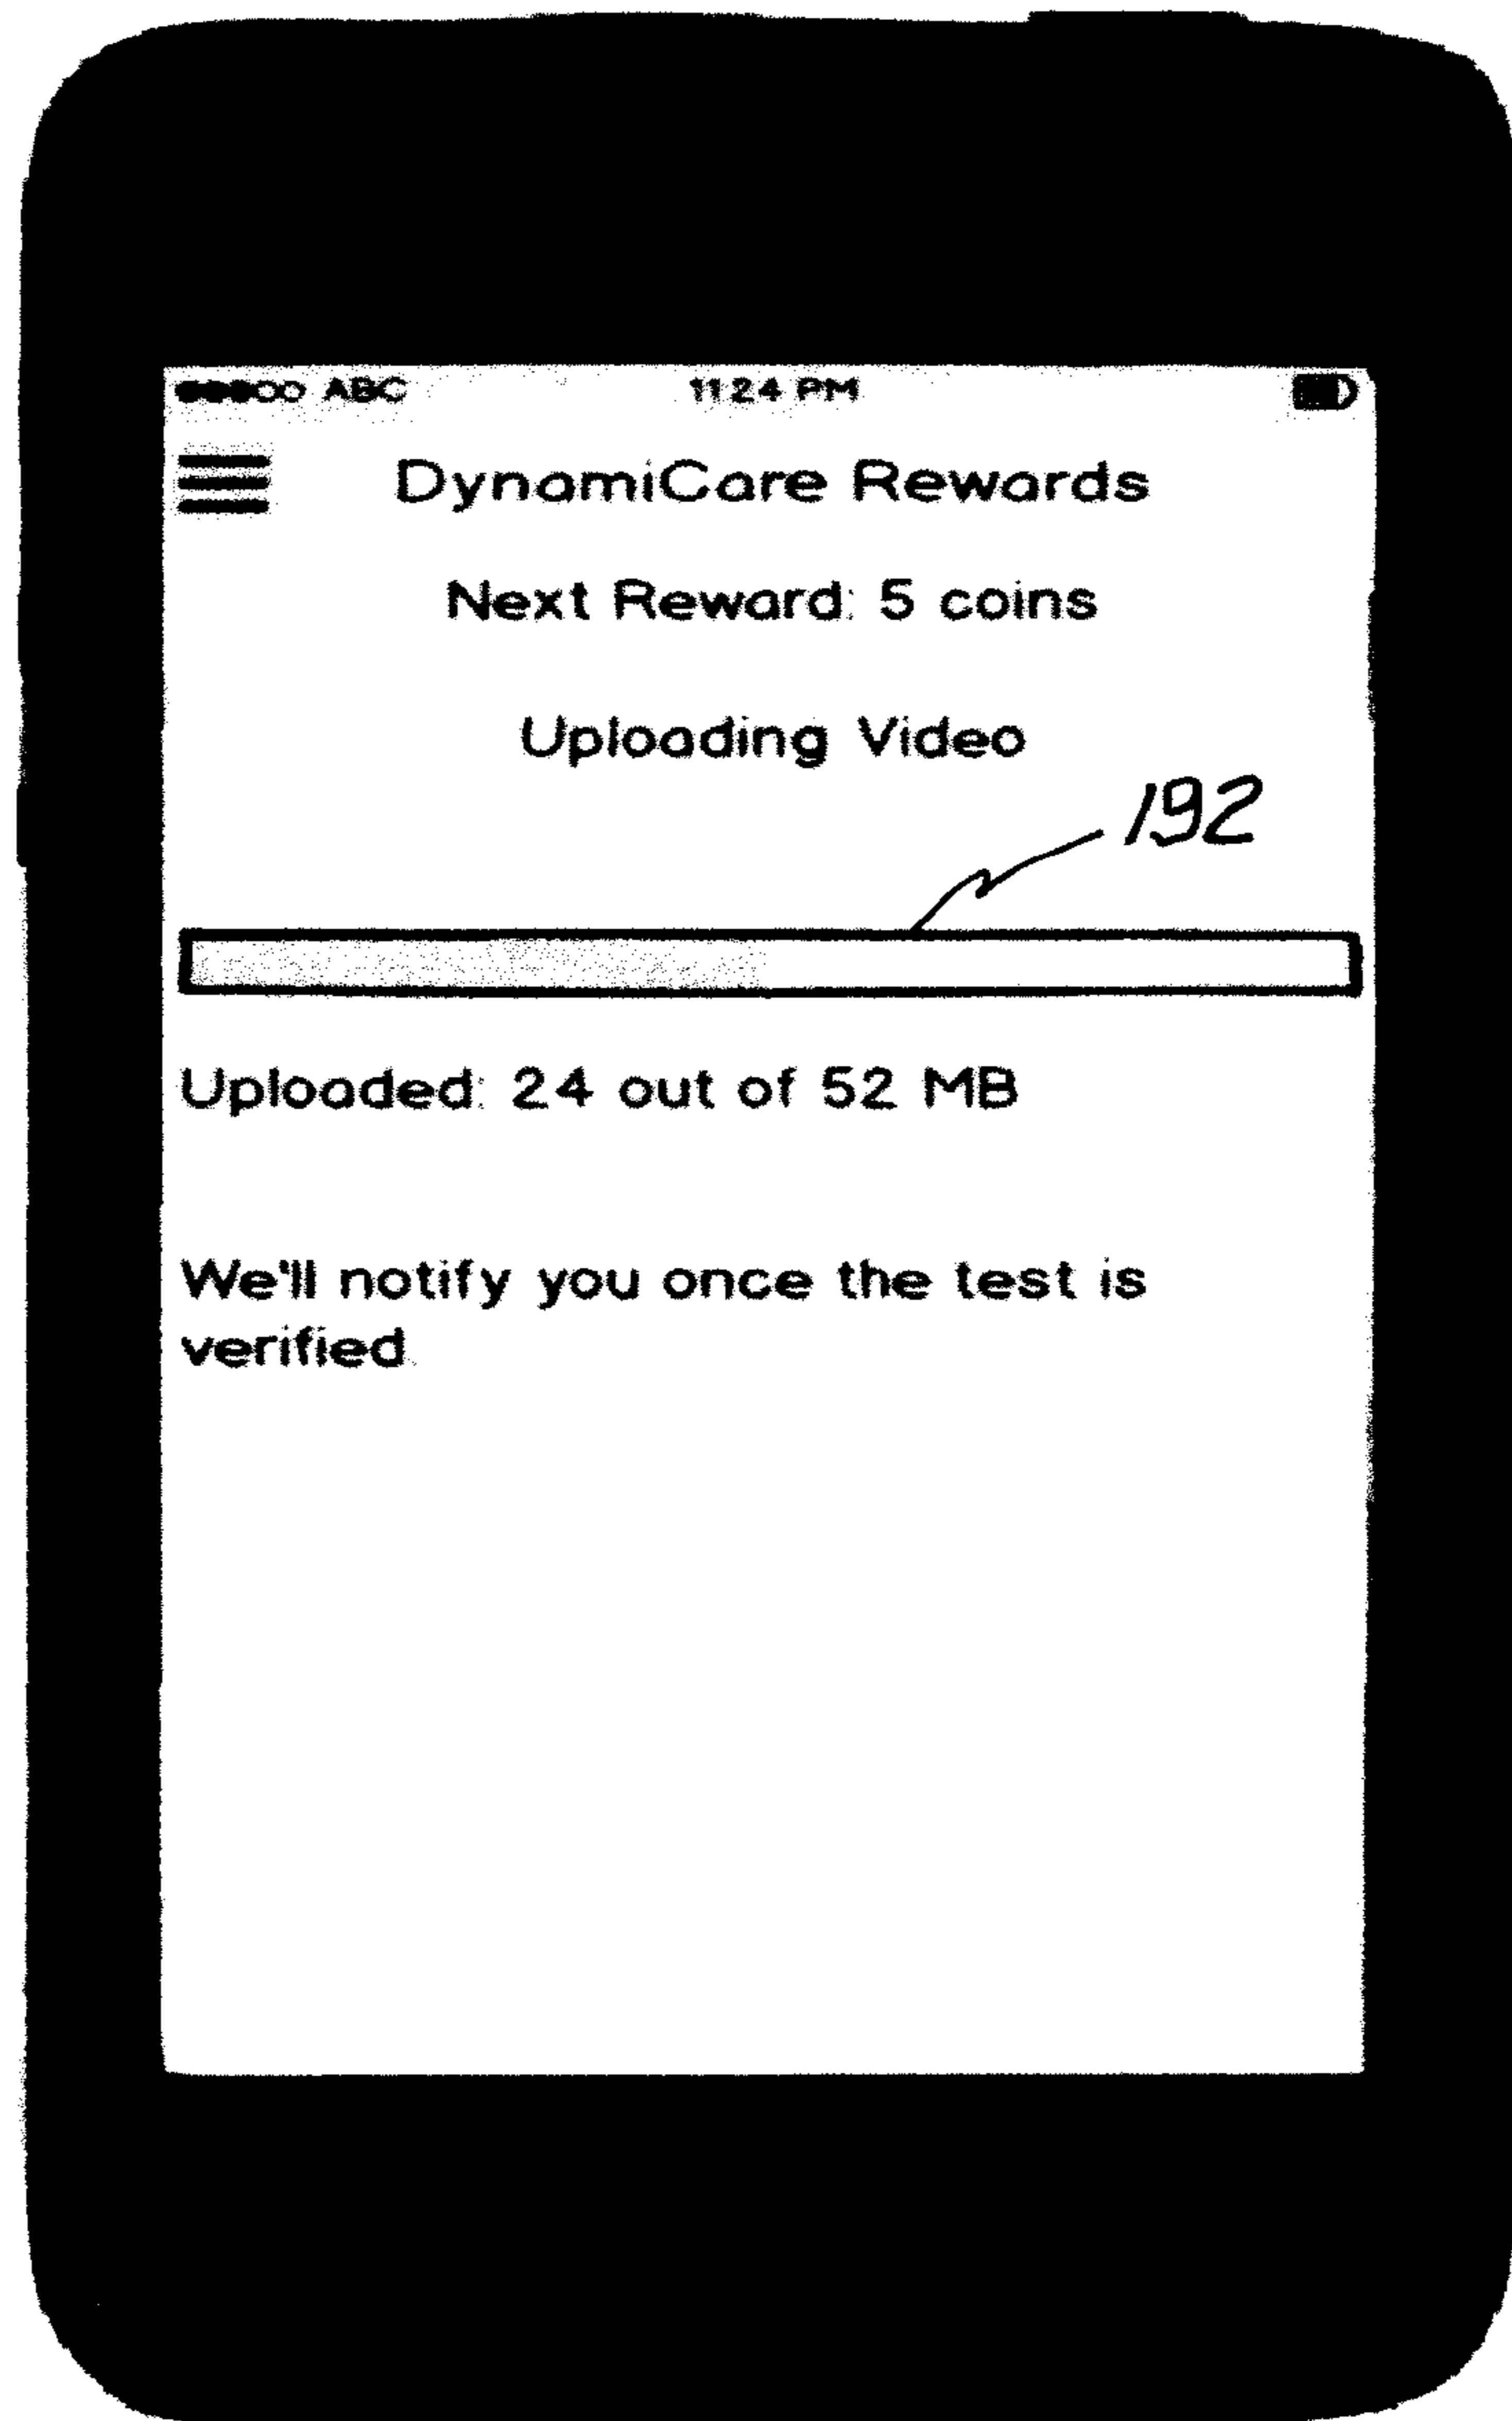 ABC 11:24 PM
DynamiCare Rewards
Next Reward: 5 coins
Uploading Video
192
Uploaded: 24 out of 52 MB
We'll notify you once the test is
verified.